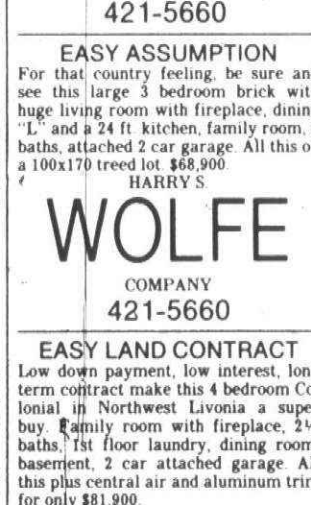 421-5660
EASY ASSUMPTION
For that country feeling, be sure an
see this large 3 bedroom brick wit
huge living room with fireplace, dinin
"L" and a 24 ft. kitchen, family room,
baths, attached 2 car garage. All this o
a 100x170 treed lot. $68,900.
HARRY S.
WOLFE
COMPANY
421-5660
EASY LAND CONTRACT
Low down payment, low interest, lon
term contract make this 4 bedroom Co
lonial in Northwest Livonia a supe
buy. Family room with fireplace, 2½
baths, 1st floor laundry, dining room
basement, 2 car attached garage. Al
this plus central air and aluminum trim
for only $81,900.